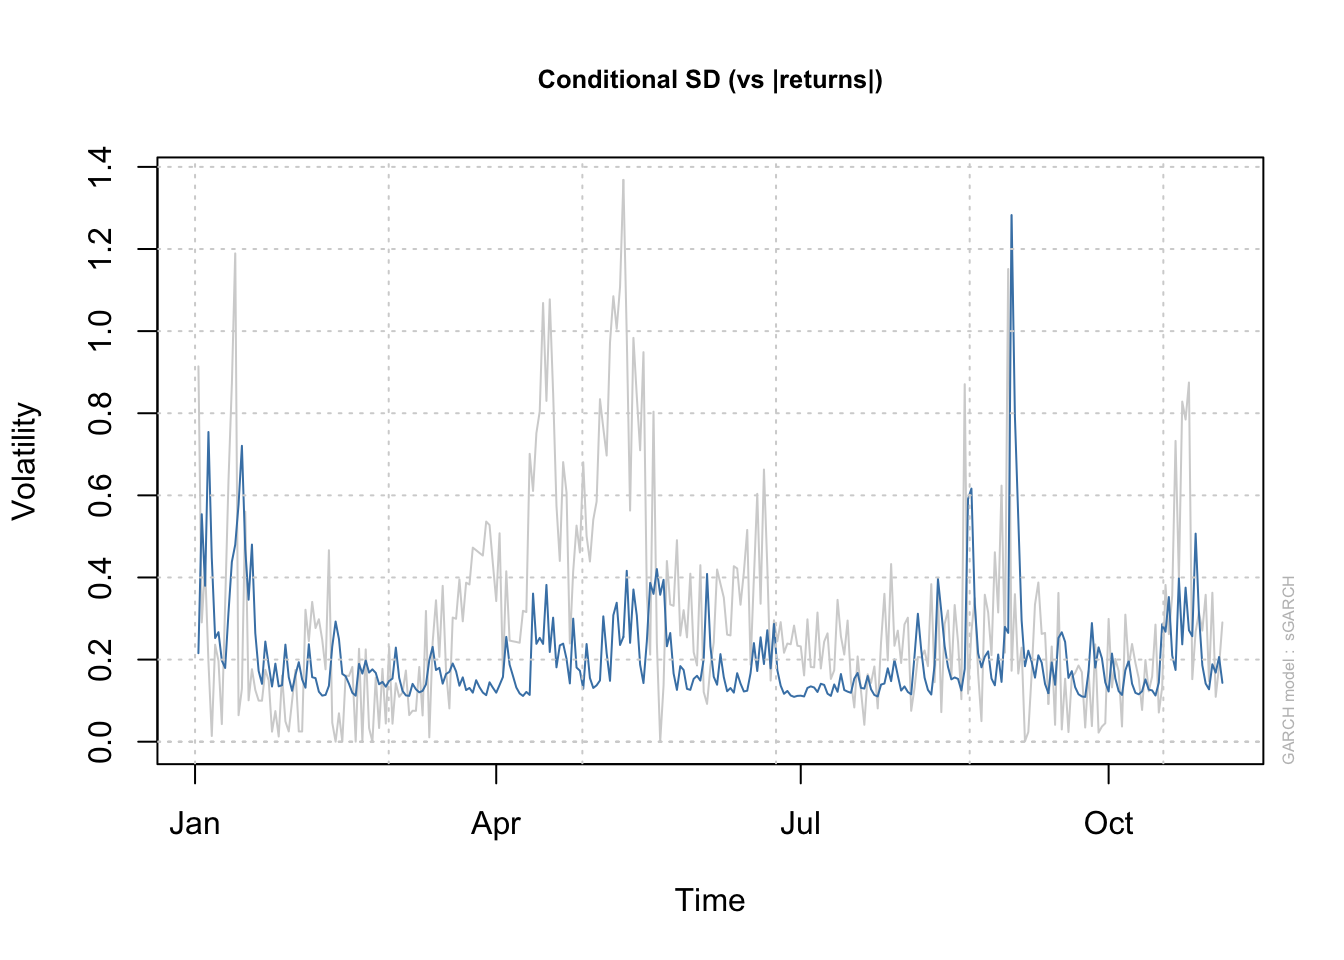 Conditional SD (vs |returns|)
Volatility
1.4
1.2
1.0
0.8
0.6
0.4
0.2
0.0
Jan Apr Jul Oct
Time
GARCH model : sGARCH